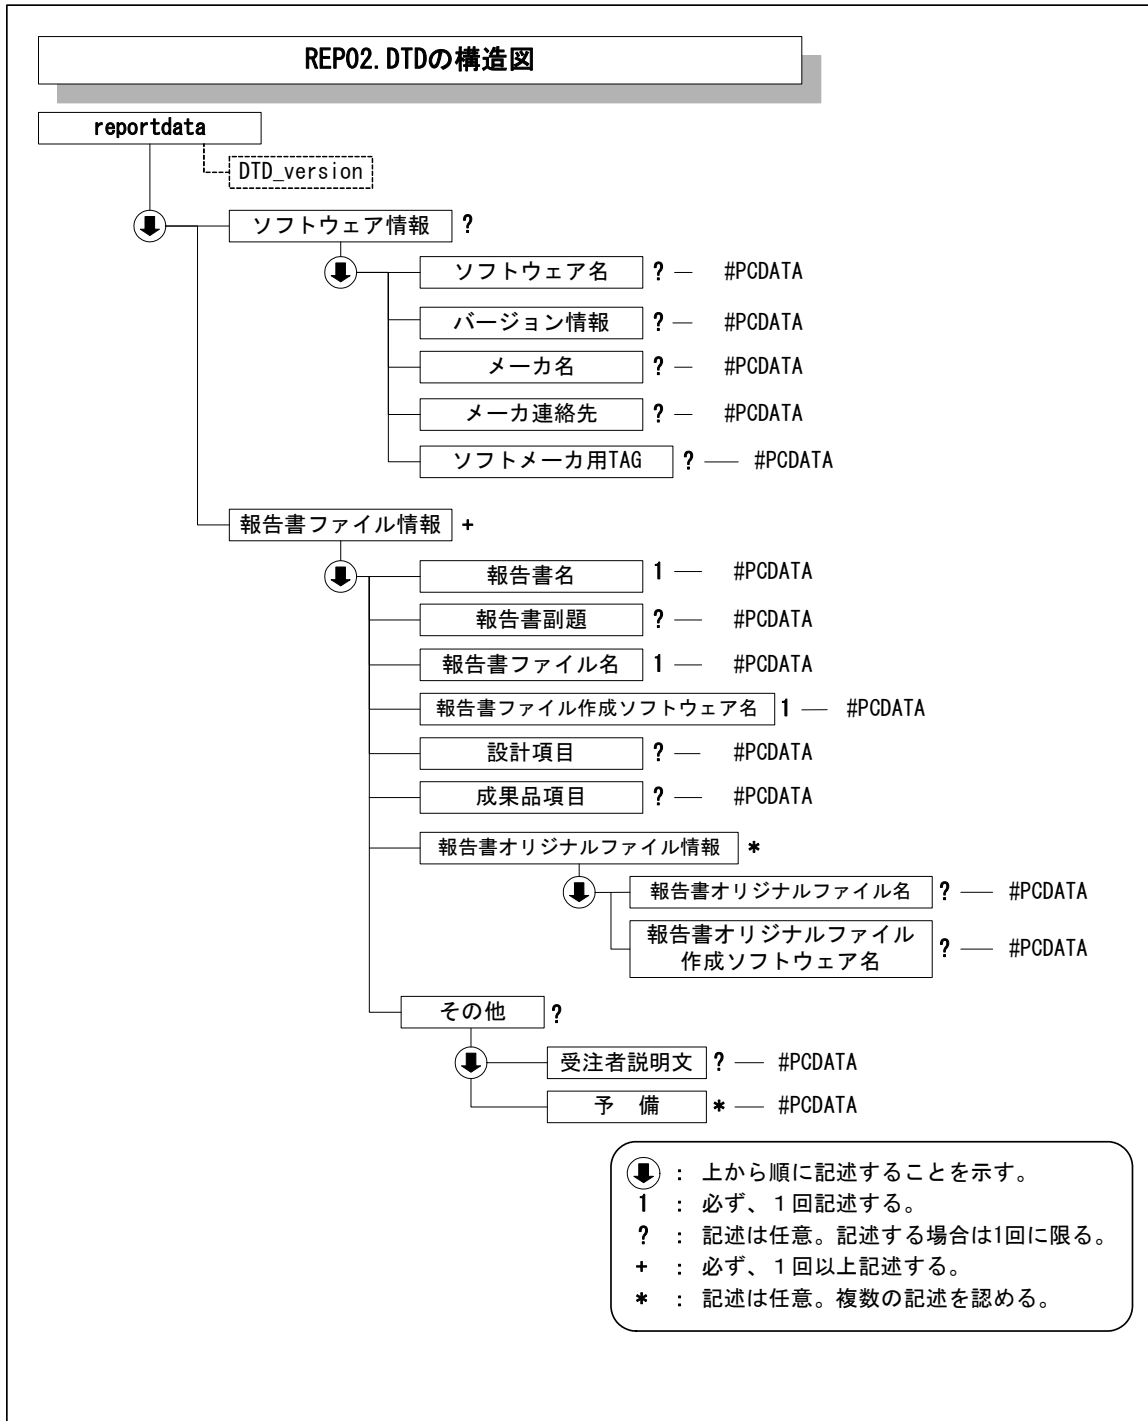 REP02.DTDの構造図
reportdata
DTD_version
ソフトウェア情報 ?
ソフトウェア名 ? — #PCDATA
バージョン情報 ? — #PCDATA
メーカ名 ? — #PCDATA
メーカ連絡先 ? — #PCDATA
ソフトメーカ用TAG ? — #PCDATA
報告書ファイル情報 +
報告書名 1 — #PCDATA
報告書副題 ? — #PCDATA
報告書ファイル名 1 — #PCDATA
報告書ファイル作成ソフトウェア名 1 — #PCDATA
設計項目 ? — #PCDATA
成果品項目 ? — #PCDATA
報告書オリジナルファイル情報 *
報告書オリジナルファイル名 ? — #PCDATA
報告書オリジナルファイル
作成ソフトウェア名 ? — #PCDATA
その他 ?
受注者説明文 ? — #PCDATA
予 備 * — #PCDATA
: 上から順に記述することを示す。
1 : 必ず、1回記述する。
? : 記述は任意。記述する場合は1回に限る。
+ : 必ず、1回以上記述する。
* : 記述は任意。複数の記述を認める。